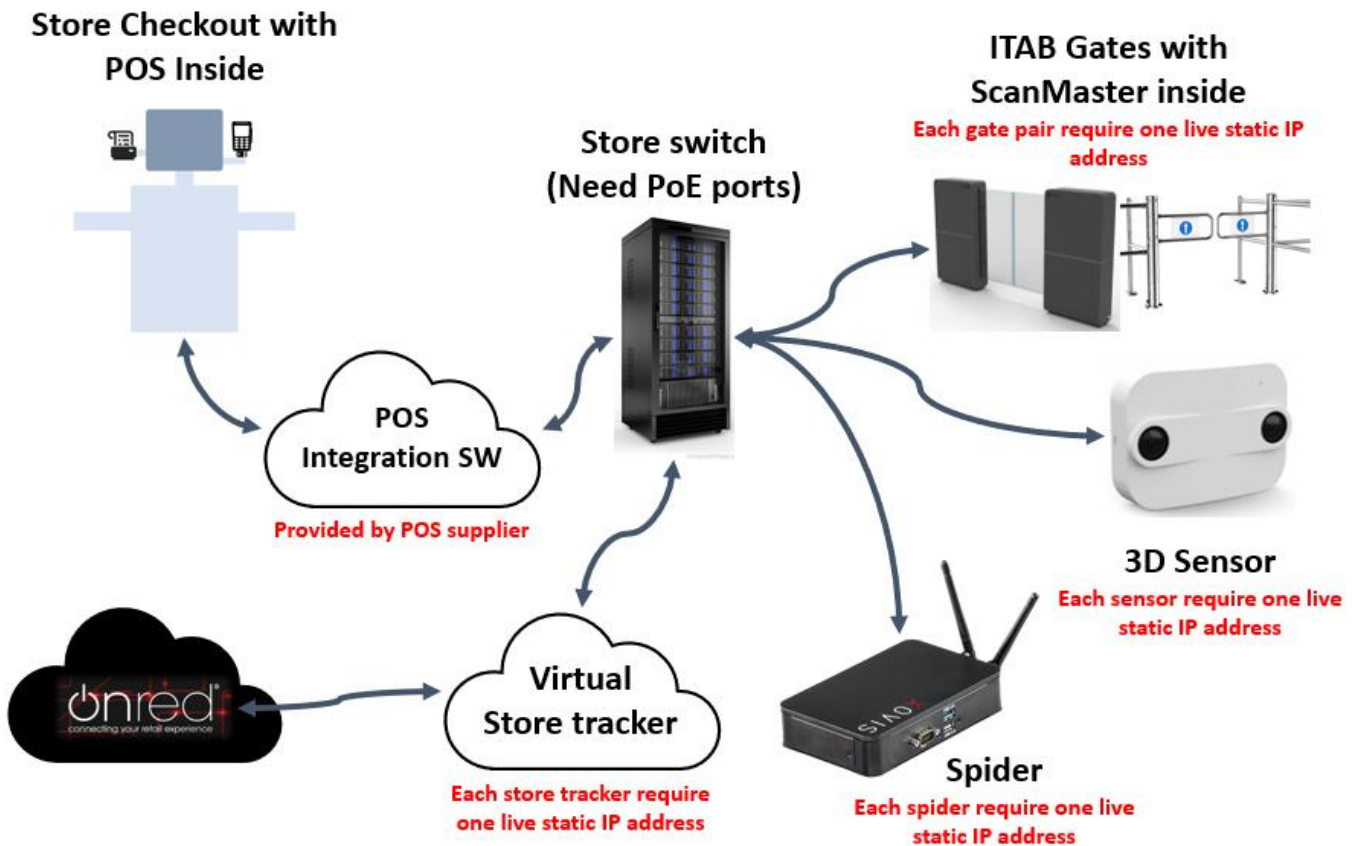 Store Checkout with
POS Inside
ITAB Gates with
ScanMaster inside
Each gate pair require one live static IP
address
Store switch
(Need PoE ports)
POS
Integration SW
Provided by POS supplier
3D Sensor
Each sensor require one live
static IP address
onred®
connecting your retail experience
Virtual
Store tracker
Each store tracker require
one live static IP address
XOVIS
Spider
Each spider require one live
static IP address